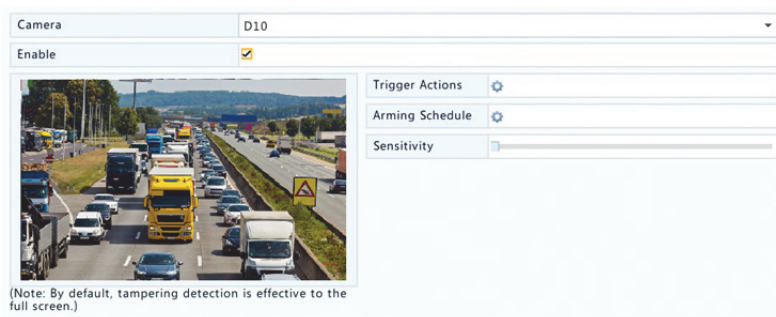 Camera D10
Enable
Trigger Actions
Arming Schedule
Sensitivity
(Note: By default, tampering detection is effective to the
full screen.)